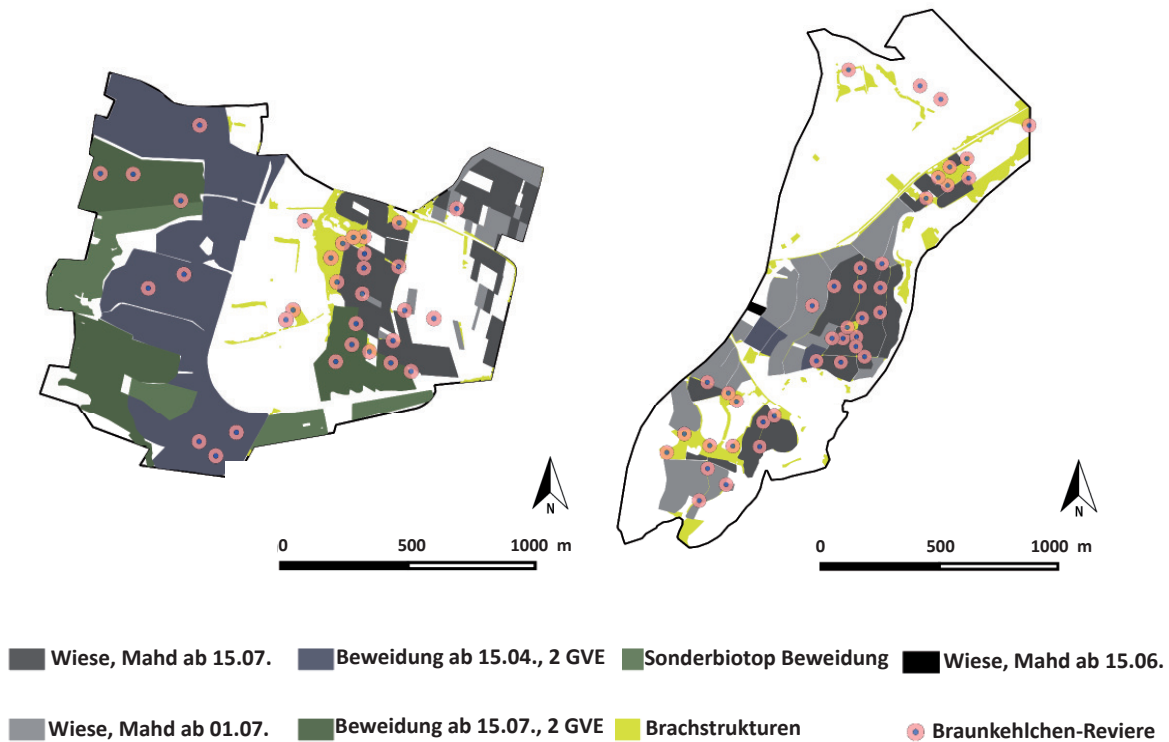 N
N
0 500 1000 m
0 500 1000 m
Wiese, Mahd ab 15.07. Beweidung ab 15.04., 2 GVE Sonderbiotop Beweidung Wiese, Mahd ab 15.06.
Wiese, Mahd ab 01.07. Beweidung ab 15.07., 2 GVE Brachstrukturen Braunkehlchen-Reviere